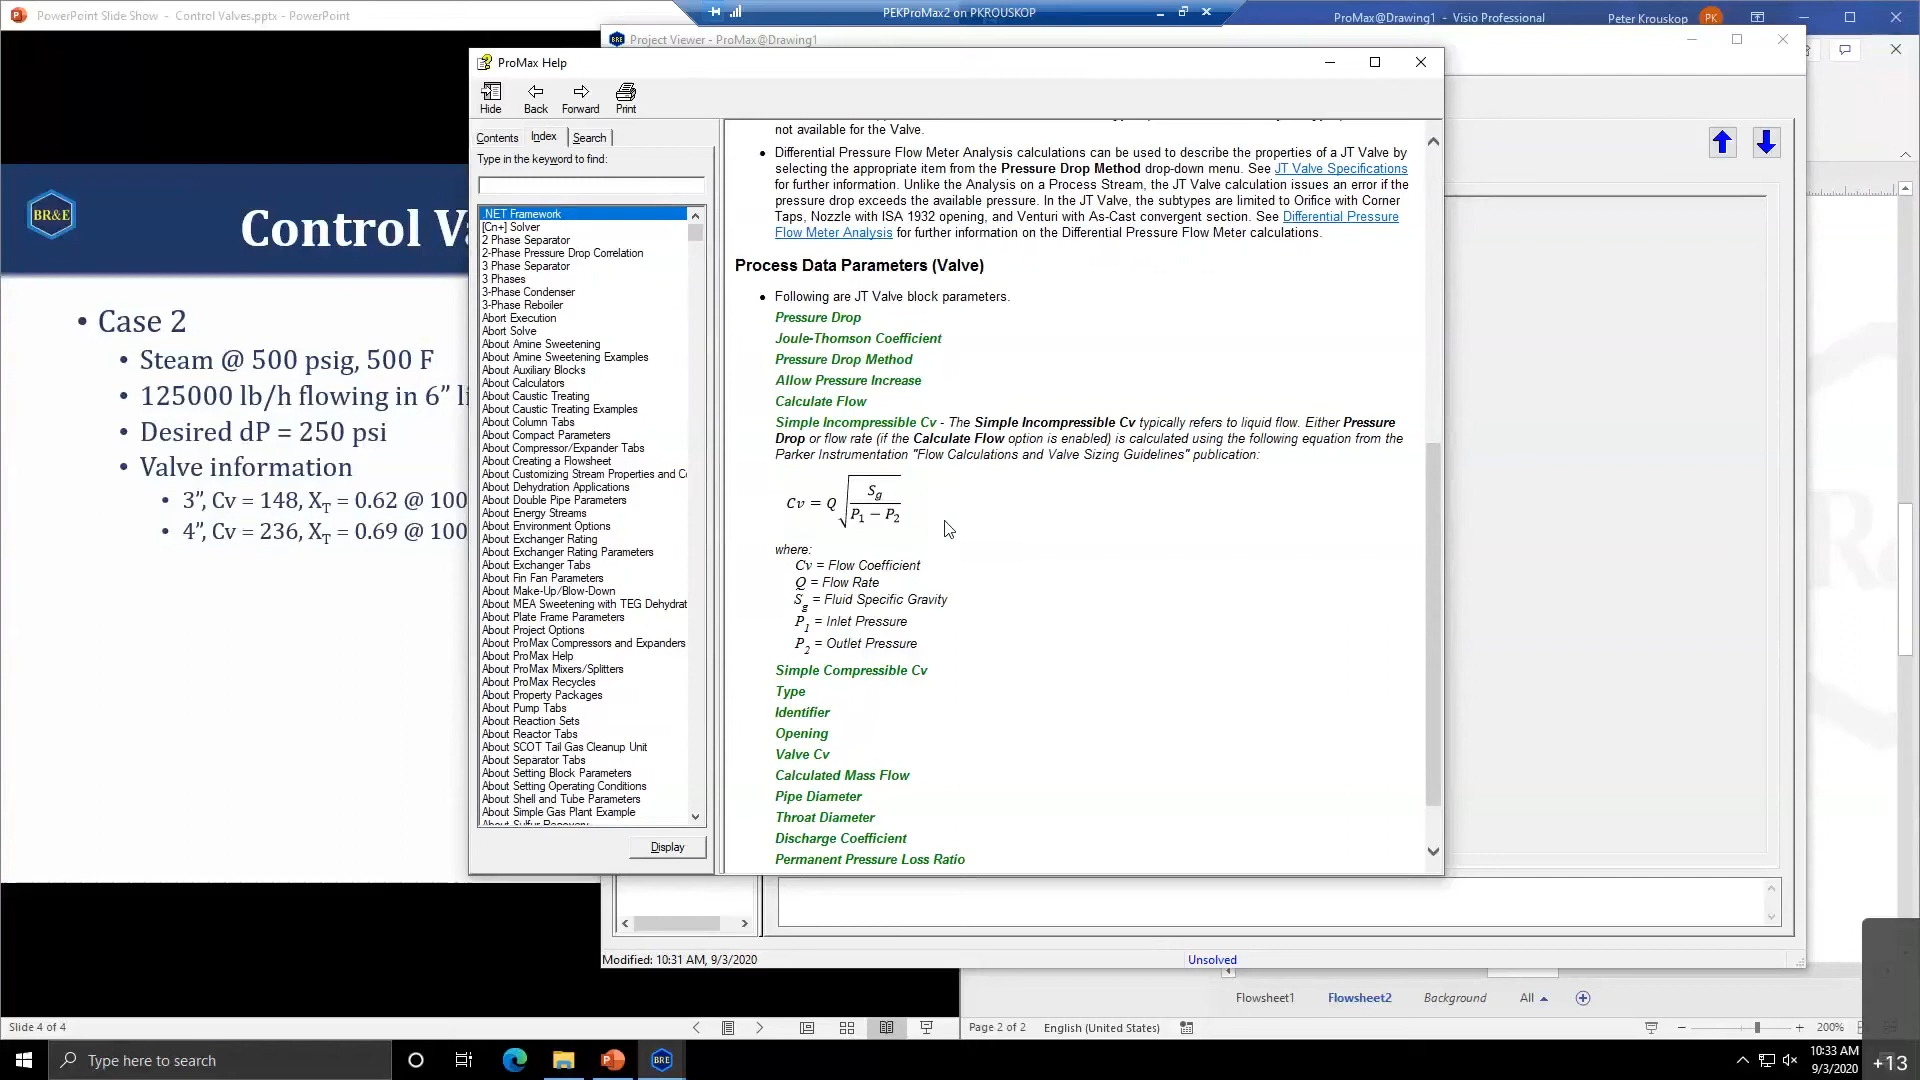 PowerPoint Slide Show - Control Valves.pptx - PowerPoint
PEKProMax2 on PKROUSKOP
ProMax@Drawing1 - Visio Professional
Peter Krouskop
PK
Project Viewer - ProMax@Drawing1
ProMax Help
Hide
Back
Forward
Print
Contents
Index
Search
Type in the keyword to find:
.NET Framework
[Cn+] Solver
2 Phase Separator
2-Phase Pressure Drop Correlation
3 Phase Separator
3 Phases
3-Phase Condenser
3-Phase Reboiler
Abort Execution
Abort Solve
About Amine Sweetening
About Amine Sweetening Examples
About Auxiliary Blocks
About Calculators
About Caustic Treating
About Caustic Treating Examples
About Column Tabs
About Compact Parameters
About Compressor/Expander Tabs
About Creating a Flowsheet
About Customizing Stream Properties and Co
About Dehydration Applications
About Double Pipe Parameters
About Energy Streams
About Environment Options
About Exchanger Rating
About Exchanger Rating Parameters
About Exchanger Tabs
About Fin Fan Parameters
About Make-Up/Blow-Down
About MEA Sweetening with TEG Dehydrat
About Plate Frame Parameters
About Project Options
About ProMax Compressors and Expanders
About ProMax Help
About ProMax Mixers/Splitters
About ProMax Recycles
About Property Packages
About Pump Tabs
About Reaction Sets
About Reactor Tabs
About SCOT Tail Gas Cleanup Unit
About Separator Tabs
About Setting Block Parameters
About Setting Operating Conditions
About Shell and Tube Parameters
About Simple Gas Plant Example
About Sulfur Recovery
Display
not available for the Valve.
• Differential Pressure Flow Meter Analysis calculations can be used to describe the properties of a JT Valve by
selecting the appropriate item from the Pressure Drop Method drop-down menu. See JT Valve Specifications
for further information. Unlike the Analysis on a Process Stream, the JT Valve calculation issues an error if the
pressure drop exceeds the available pressure. In the JT Valve, the subtypes are limited to Orifice with Corner
Taps, Nozzle with ISA 1932 opening, and Venturi with As-Cast convergent section. See Differential Pressure
Flow Meter Analysis for further information on the Differential Pressure Flow Meter calculations.
Process Data Parameters (Valve)
• Following are JT Valve block parameters.
Pressure Drop
Joule-Thomson Coefficient
Pressure Drop Method
Allow Pressure Increase
Calculate Flow
Simple Incompressible Cv - The Simple Incompressible Cv typically refers to liquid flow. Either Pressure
Drop or flow rate (if the Calculate Flow option is enabled) is calculated using the following equation from the
Parker Instrumentation "Flow Calculations and Valve Sizing Guidelines" publication:
Cv = Q √(Sg / (P1 − P2))
where:
Cv = Flow Coefficient
Q = Flow Rate
Sg = Fluid Specific Gravity
P1 = Inlet Pressure
P2 = Outlet Pressure
Simple Compressible Cv
Type
Identifier
Opening
Valve Cv
Calculated Mass Flow
Pipe Diameter
Throat Diameter
Discharge Coefficient
Permanent Pressure Loss Ratio
BR&E
Control Va
• Case 2
• Steam @ 500 psig, 500 F
• 125000 lb/h flowing in 6” li
• Desired dP = 250 psi
• Valve information
• 3”, Cv = 148, XT = 0.62 @ 100
• 4”, Cv = 236, XT = 0.69 @ 100
Modified: 10:31 AM, 9/3/2020
Unsolved
Flowsheet1
Flowsheet2
Background
All
Slide 4 of 4
Page 2 of 2
English (United States)
200%
Type here to search
BRE
10:33 AM
9/3/2020
+13